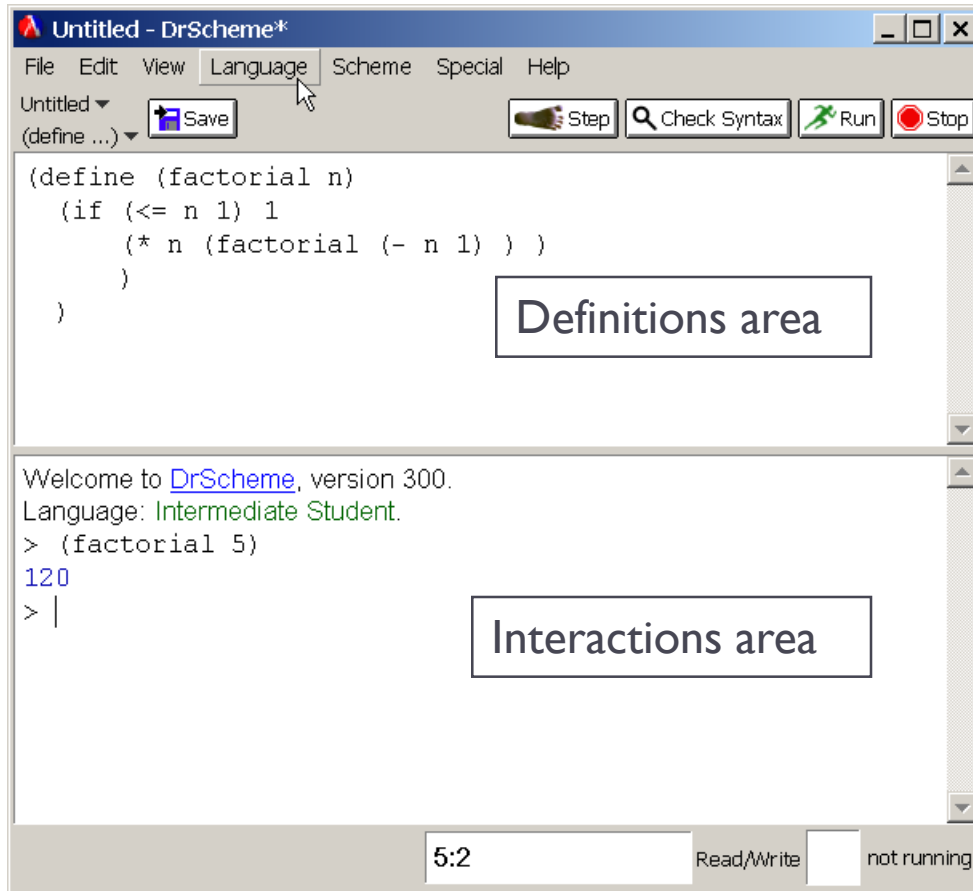 Untitled - DrScheme*
File Edit View Language Scheme Special Help
Untitled
(define ...)
Save
Step
Check Syntax
Run
Stop
(define (factorial n)
  (if (<= n 1) 1
      (* n (factorial (- n 1) ) )
      )
  )
Definitions area
Welcome to DrScheme, version 300.
Language: Intermediate Student.
> (factorial 5)
120
>
Interactions area
5:2
Read/Write
not running